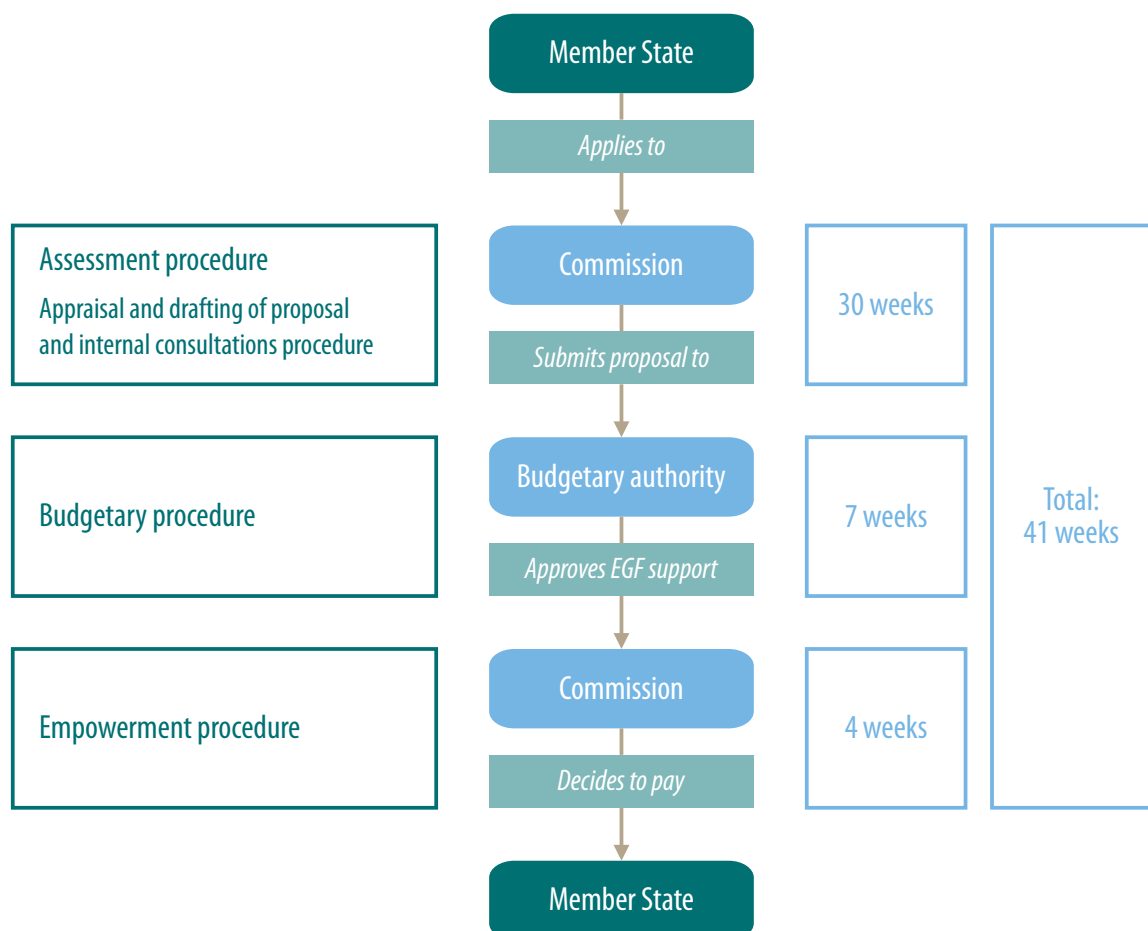 Member State
Applies to
Assessment procedure
Appraisal and drafting of proposal
and internal consultations procedure
Commission
30 weeks
Submits proposal to
Budgetary procedure
Budgetary authority
7 weeks
Total:
41 weeks
Approves EGF support
Empowerment procedure
Commission
4 weeks
Decides to pay
Member State